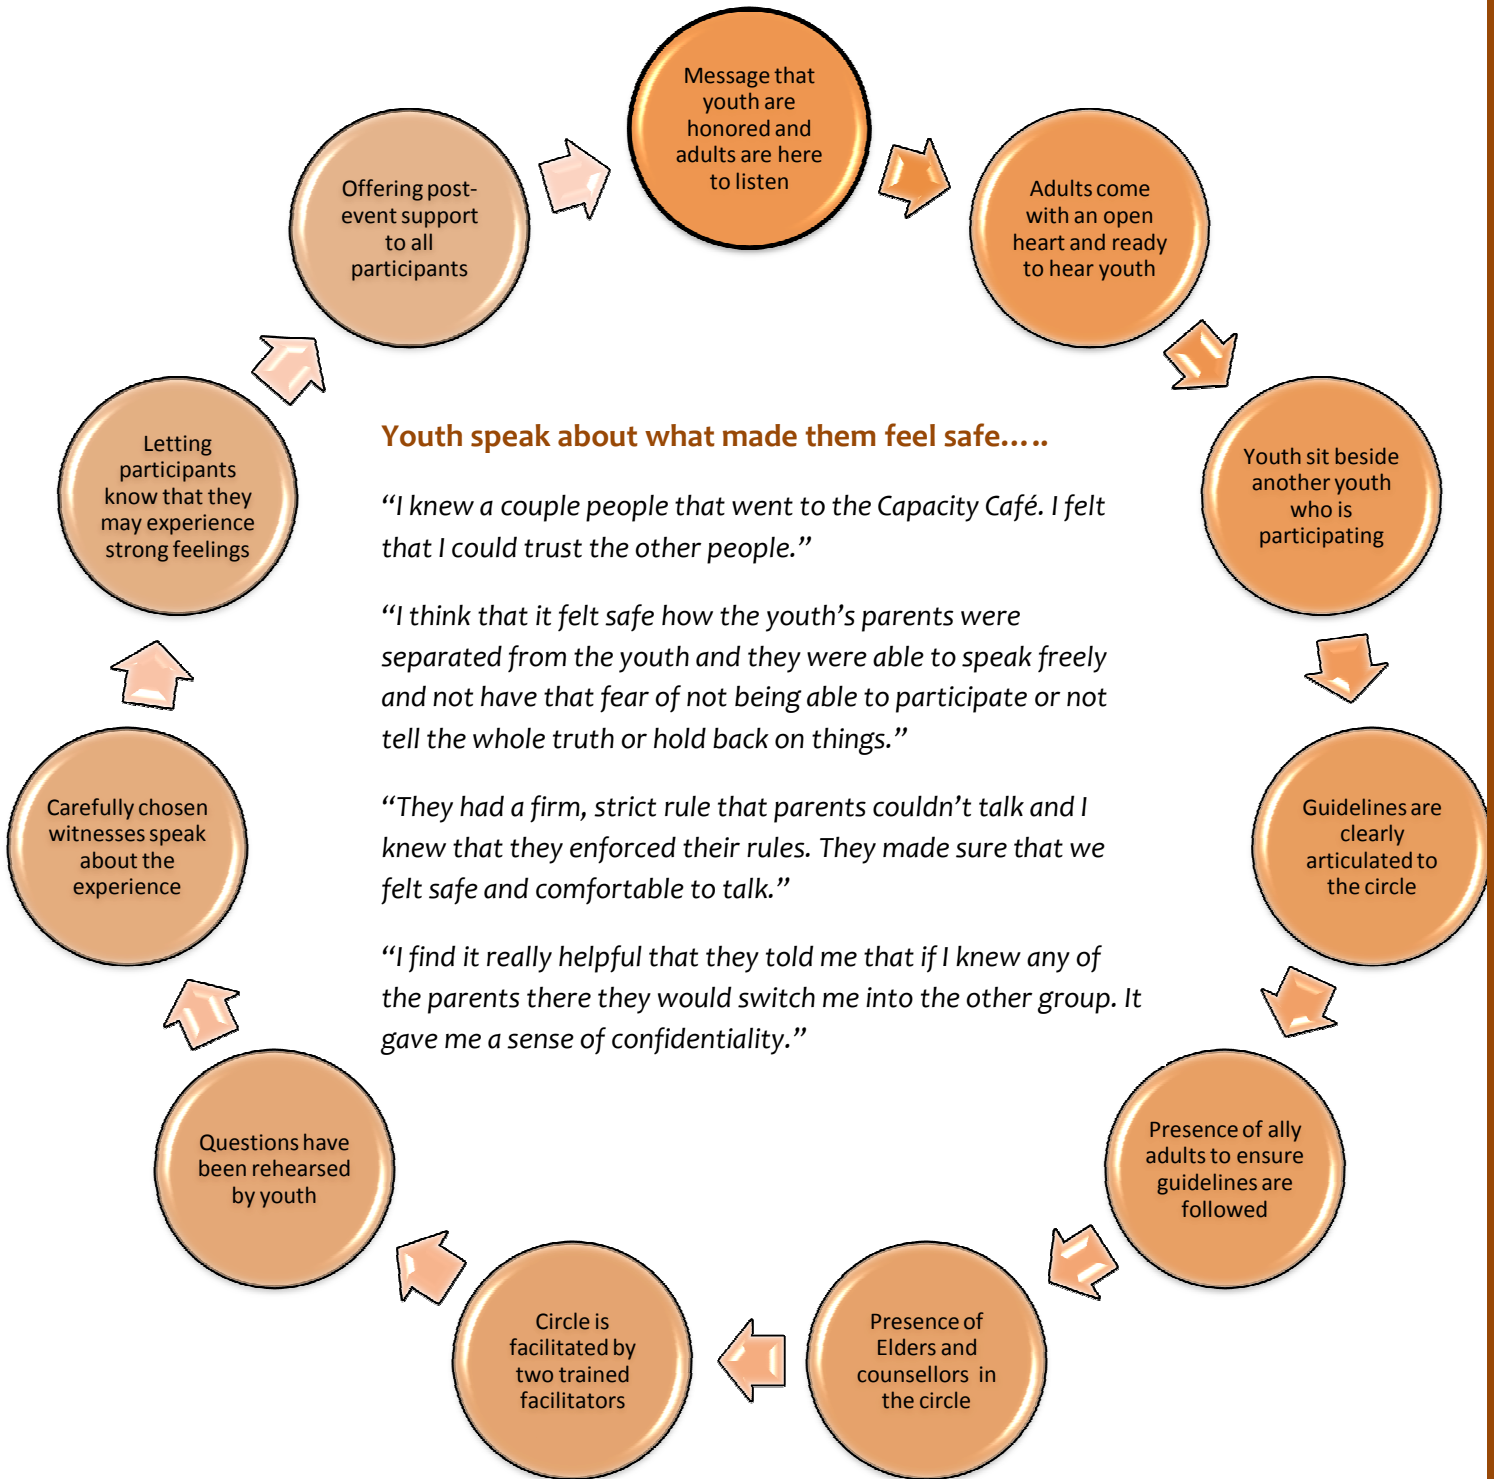 Message that
youth are
honored and
adults are here
to listen
Adults come
with an open
heart and ready
to hear youth
Youth sit beside
another youth
who is
participating
Guidelines are
clearly
articulated to
the circle
Presence of ally
adults to ensure
guidelines are
followed
Presence of
Elders and
counsellors in
the circle
Circle is
facilitated by
two trained
facilitators
Questions have
been rehearsed
by youth
Carefully chosen
witnesses speak
about the
experience
Letting
participants
know that they
may experience
strong feelings
Offering post-
event support
to all
participants
Youth speak about what made them feel safe…..
“I knew a couple people that went to the Capacity Café. I felt
that I could trust the other people.”
“I think that it felt safe how the youth’s parents were
separated from the youth and they were able to speak freely
and not have that fear of not being able to participate or not
tell the whole truth or hold back on things.”
“They had a firm, strict rule that parents couldn’t talk and I
knew that they enforced their rules. They made sure that we
felt safe and comfortable to talk.”
“I find it really helpful that they told me that if I knew any of
the parents there they would switch me into the other group. It
gave me a sense of confidentiality.”